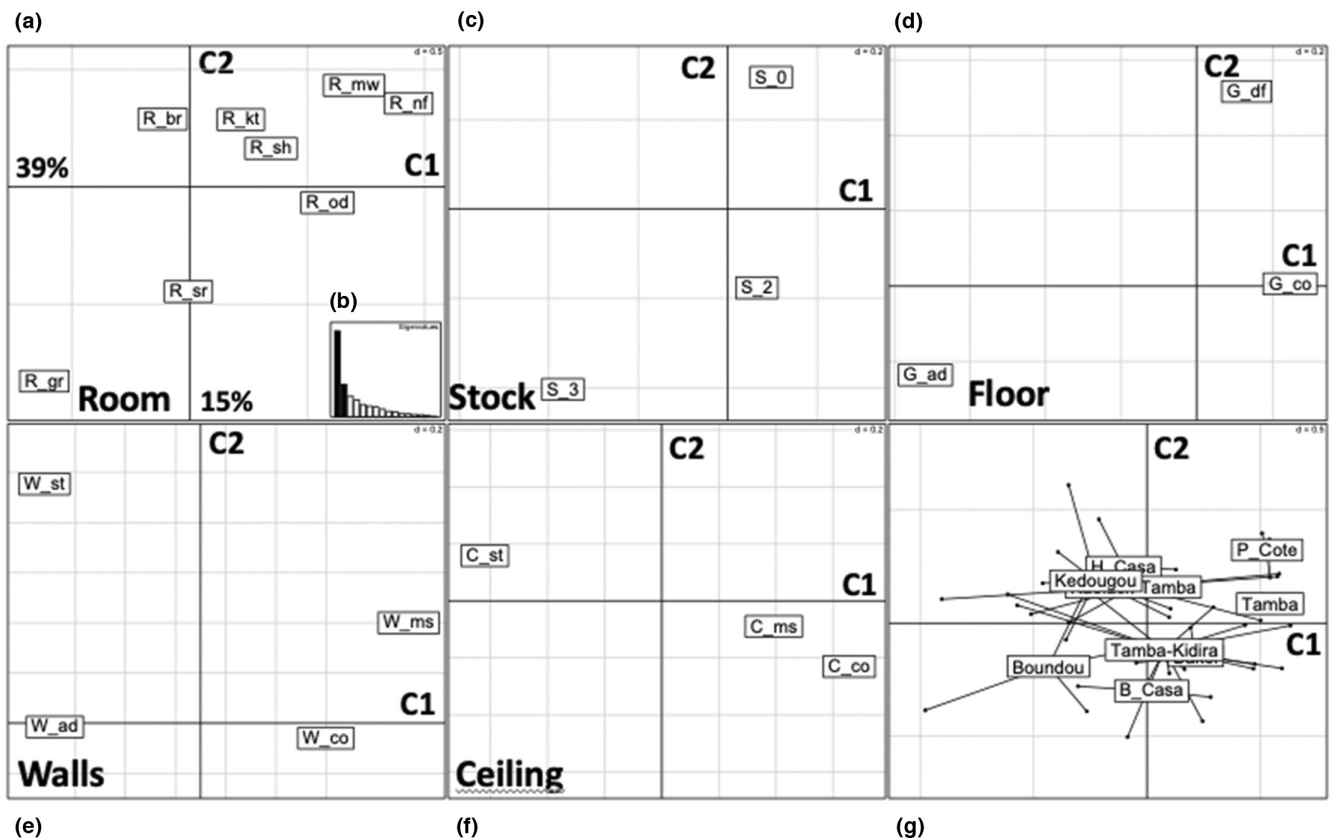 (a)
(c)
(d)
C2
d = 0.5
R_mw
R_nf
R_br
R_kt
R_sh
39%
C1
R_od
R_sr
(b)
Eigenvalues
R_gr
Room
15%
C2
d = 0.2
S_0
C1
S_2
Stock
S_3
d = 0.2
C2
G_df
C1
G_co
G_ad
Floor
C2
d = 0.2
W_st
W_ms
C1
W_ad
W_co
Walls
C2
d = 0.2
C_st
C1
C_ms
C_co
Ceiling
C2
d = 0.5
P_Cote
H_Casa
Kedougou
Tamba
Tamba
C1
Tamba-Kidira
Boundou
B_Casa
(e)
(f)
(g)